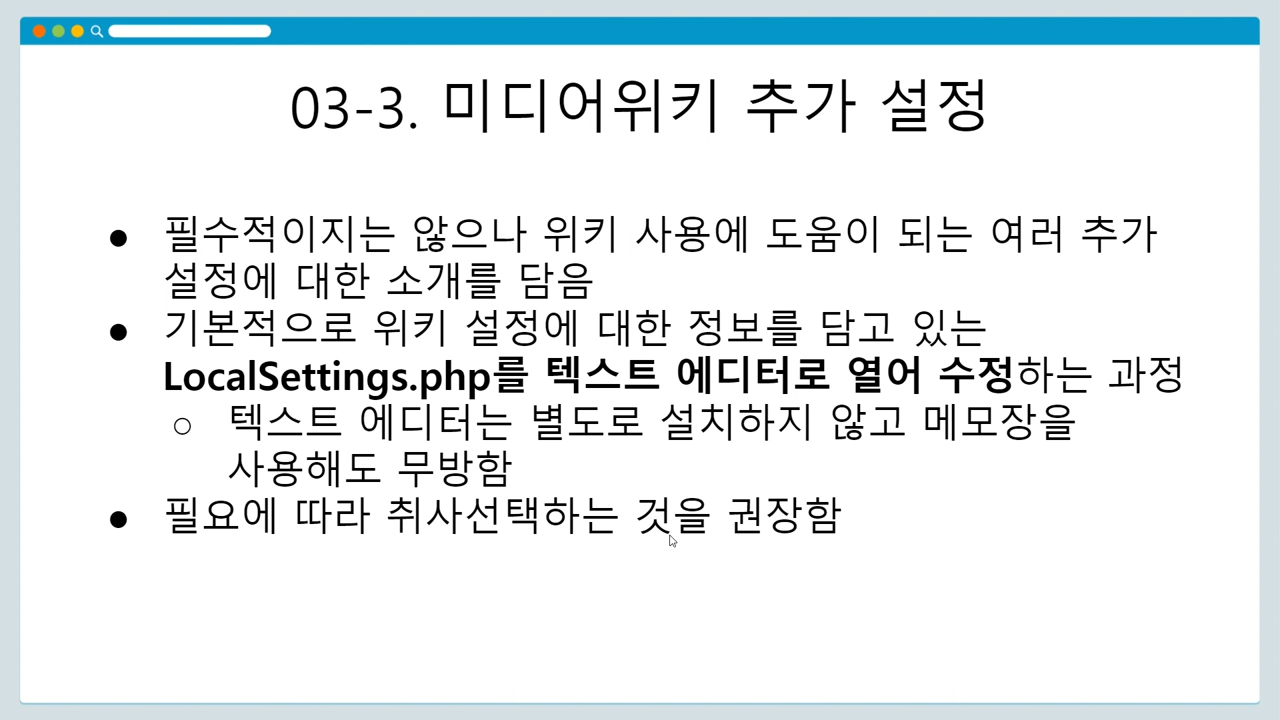 03-3. 미디어위키 추가 설정
● 필수적이지는 않으나 위키 사용에 도움이 되는 여러 추가
설정에 대한 소개를 담음
● 기본적으로 위키 설정에 대한 정보를 담고 있는
LocalSettings.php를 텍스트 에디터로 열어 수정하는 과정
○ 텍스트 에디터는 별도로 설치하지 않고 메모장을
사용해도 무방함
● 필요에 따라 취사선택하는 것을 권장함